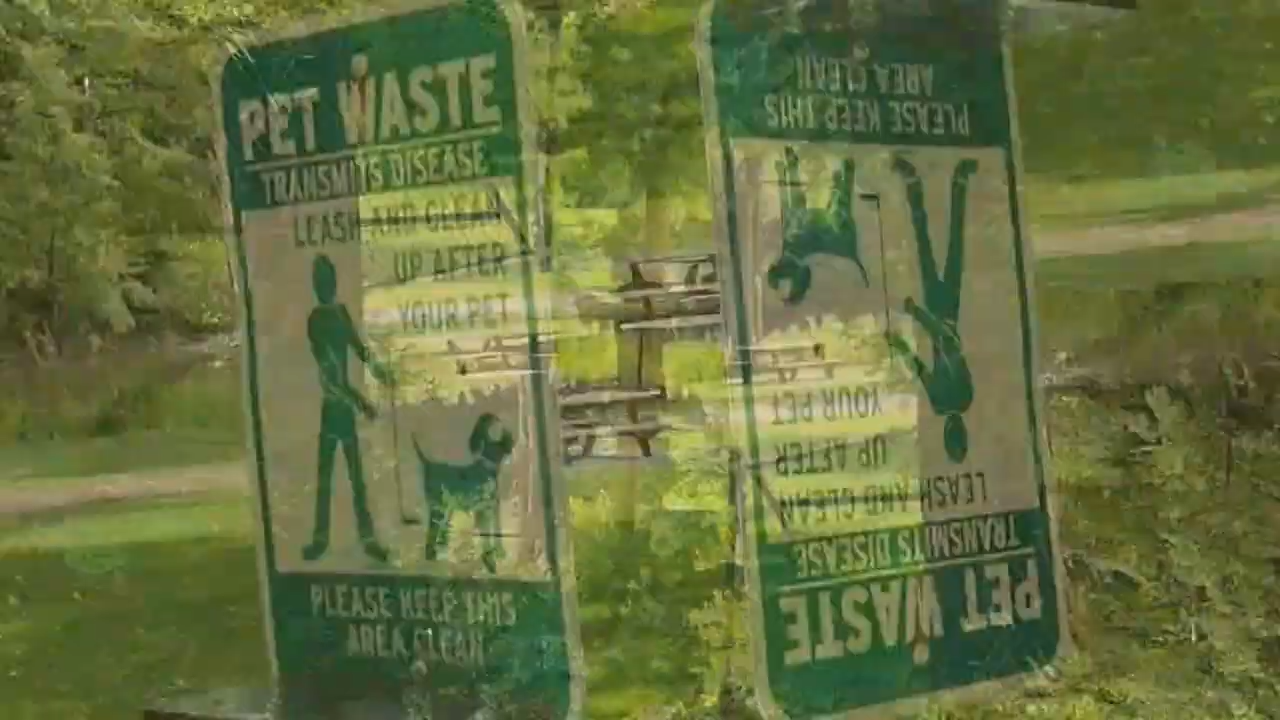 PET WASTE
TRANSMITS DISEASE
LEASH AND CLEAN
UP AFTER
YOUR PET
PLEASE KEEP THIS
AREA CLEAN
PET WASTE
TRANSMITS DISEASE
LEASH AND CLEAN
UP AFTER
YOUR PET
PLEASE KEEP THIS
AREA CLEAN